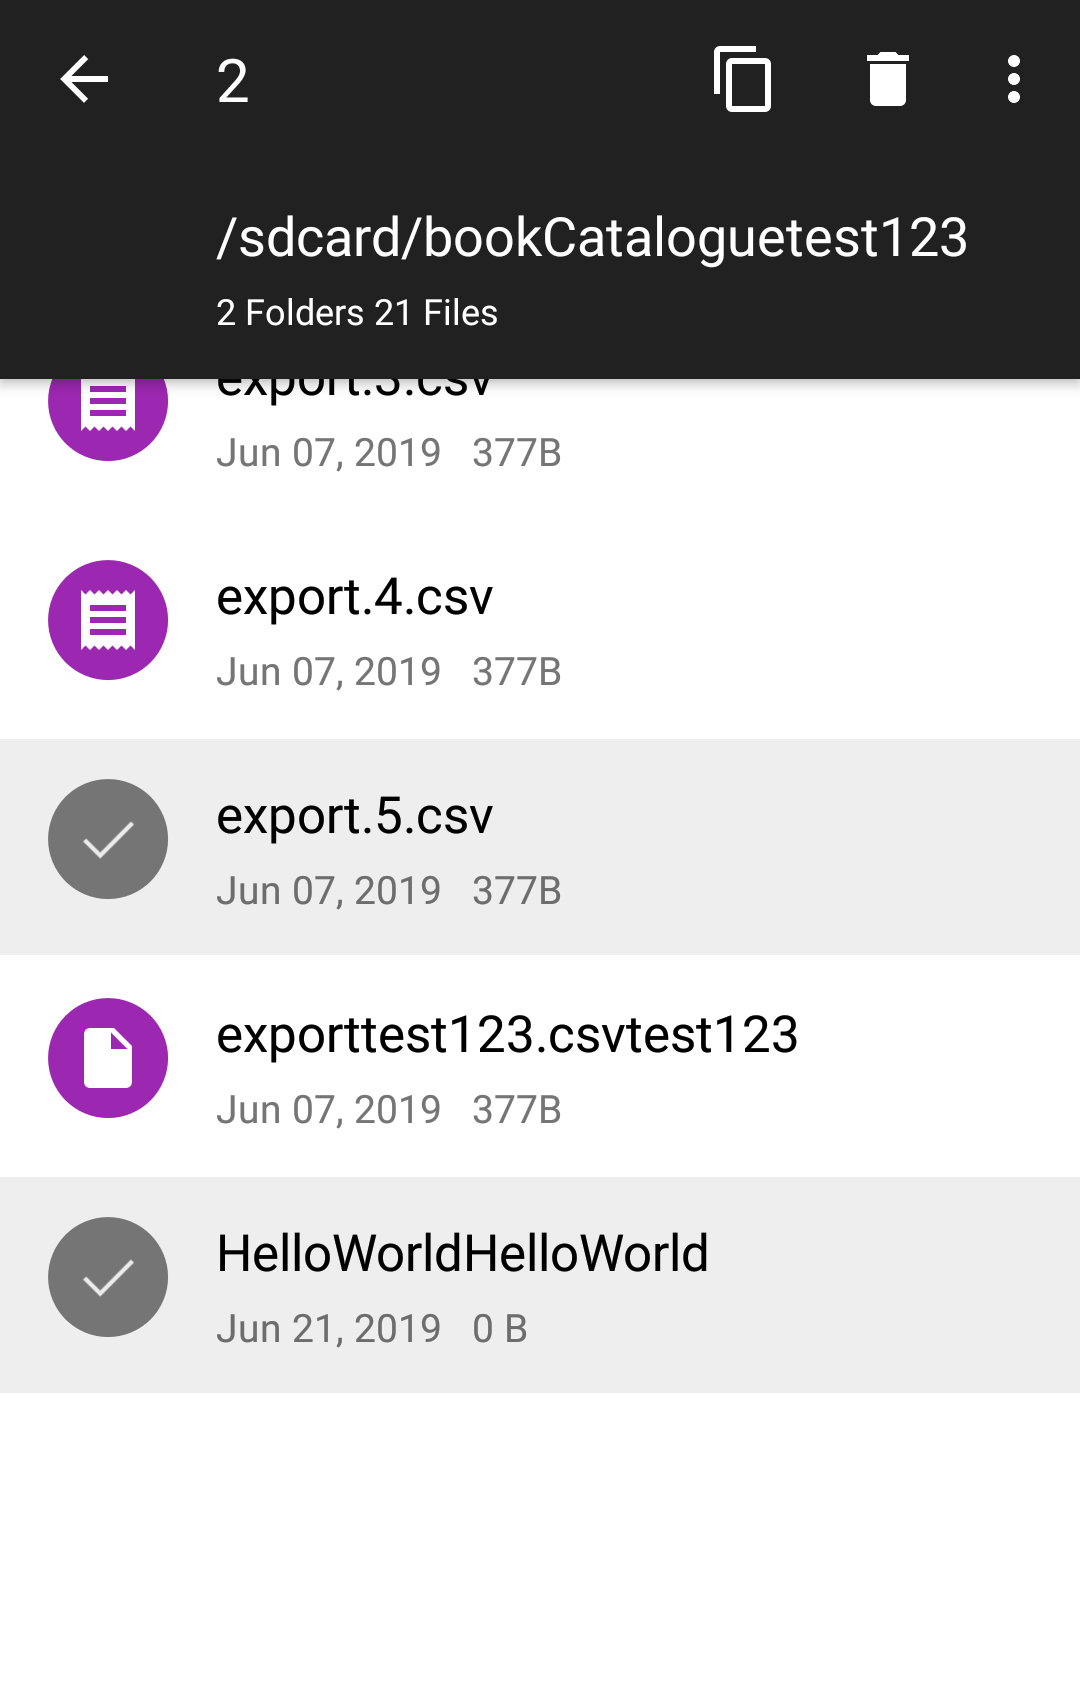 2
/sdcard/bookCataloguetest123
2 Folders 21 Files
export.3.csv
Jun 07, 2019 377B
export.4.csv
Jun 07, 2019 377B
export.5.csv
Jun 07, 2019 377B
exporttest123.csvtest123
Jun 07, 2019 377B
HelloWorldHelloWorld
Jun 21, 2019 0 B